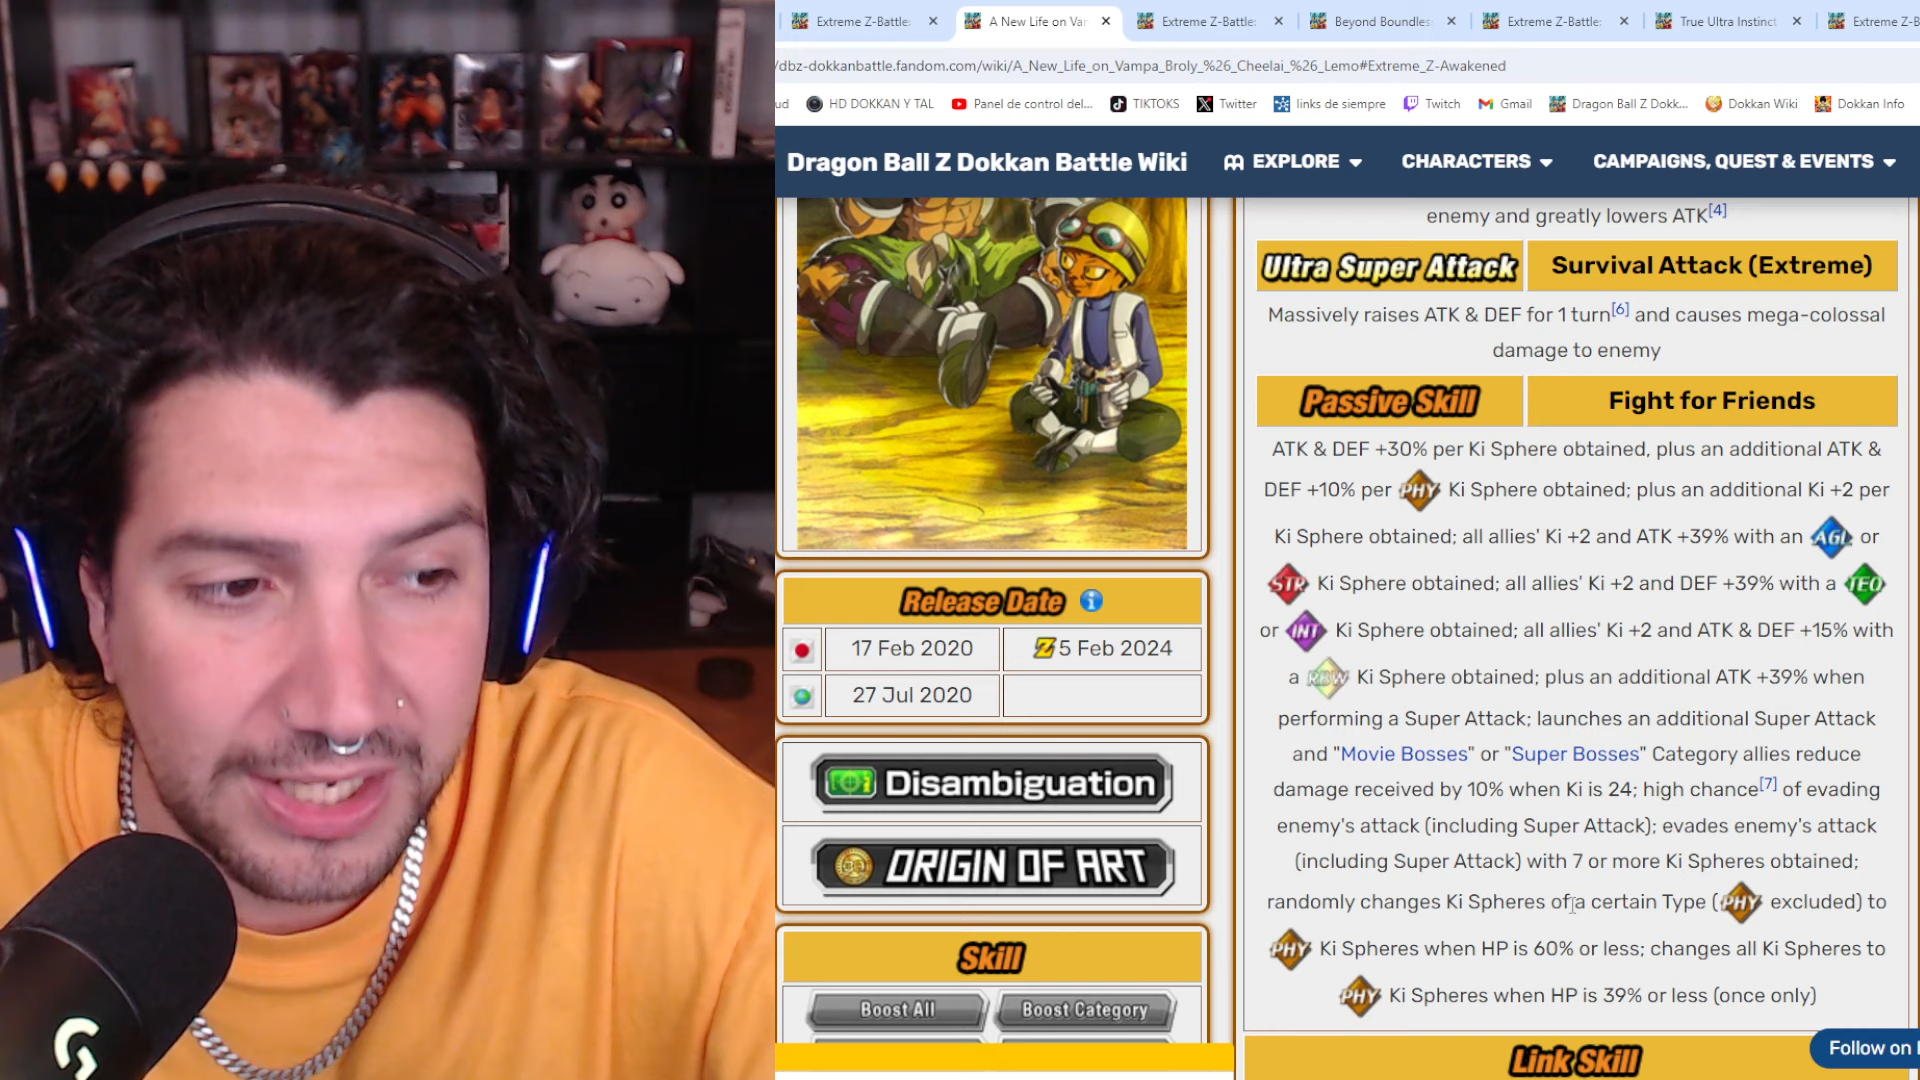 Extreme Z-Battle:
A New Life on Vam
Extreme Z-Battle:
Beyond Boundless
Extreme Z-Battle:
True Ultra Instinct
Extreme Z-B
/dbz-dokkanbattle.fandom.com/wiki/A_New_Life_on_Vampa_Broly_%26_Cheelai_%26_Lemo#Extreme_Z-Awakened
ud HD DOKKAN Y TAL Panel de control del... TIKTOKS Twitter links de siempre Twitch Gmail Dragon Ball Z Dokk... Dokkan Wiki Dokkan Info
Dragon Ball Z Dokkan Battle Wiki EXPLORE CHARACTERS CAMPAIGNS, QUEST & EVENTS
Release Date
17 Feb 2020 Z 5 Feb 2024
27 Jul 2020
Disambiguation
ORIGIN OF ART
Skill
Boost All Boost Category
enemy and greatly lowers ATK[4]
Ultra Super Attack Survival Attack (Extreme)
Massively raises ATK & DEF for 1 turn[6] and causes mega-colossal
damage to enemy
Passive Skill Fight for Friends
ATK & DEF +30% per Ki Sphere obtained, plus an additional ATK &
DEF +10% per PHY Ki Sphere obtained; plus an additional Ki +2 per
Ki Sphere obtained; all allies' Ki +2 and ATK +39% with an AGL or
STR Ki Sphere obtained; all allies' Ki +2 and DEF +39% with a TEQ
or INT Ki Sphere obtained; all allies' Ki +2 and ATK & DEF +15% with
a RBW Ki Sphere obtained; plus an additional ATK +39% when
performing a Super Attack; launches an additional Super Attack
and "Movie Bosses" or "Super Bosses" Category allies reduce
damage received by 10% when Ki is 24; high chance[7] of evading
enemy's attack (including Super Attack); evades enemy's attack
(including Super Attack) with 7 or more Ki Spheres obtained;
randomly changes Ki Spheres of a certain Type (PHY excluded) to
PHY Ki Spheres when HP is 60% or less; changes all Ki Spheres to
PHY Ki Spheres when HP is 39% or less (once only)
Link Skill
Follow on